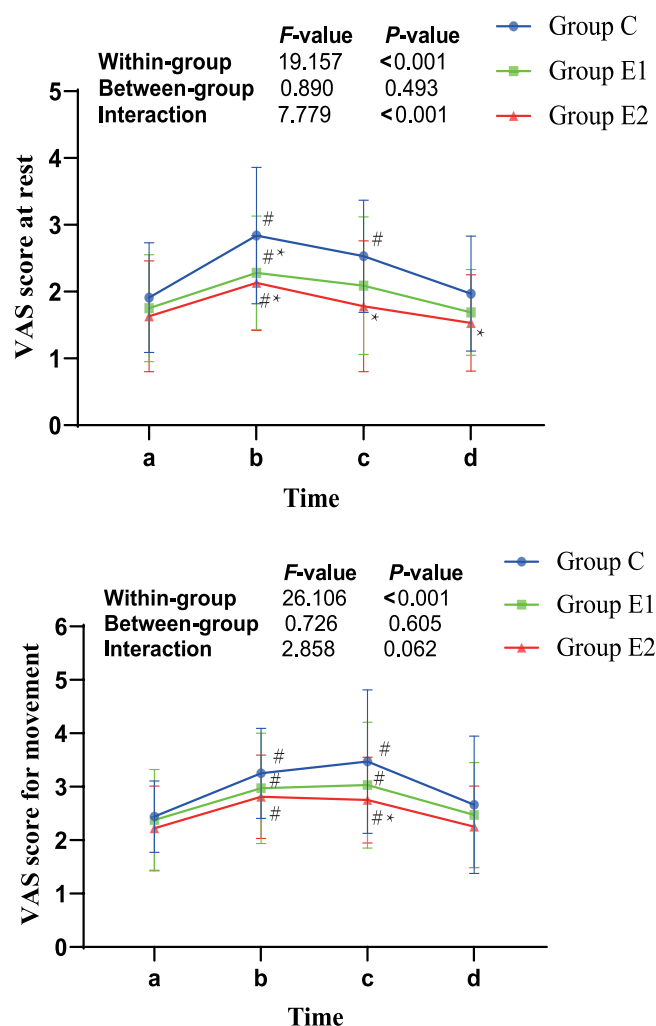 F-value P-value
Within-group 19.157 <0.001
Between-group 0.890 0.493
Interaction 7.779 <0.001
Group C
Group E1
Group E2
VAS score at rest
5
4
3
2
1
0
#
#*
#*
#
*
*
a b c d
Time
F-value P-value
Within-group 26.106 <0.001
Between-group 0.726 0.605
Interaction 2.858 0.062
Group C
Group E1
Group E2
VAS score for movement
6
5
4
3
2
1
0
#
#
#
#
#
#*
a b c d
Time